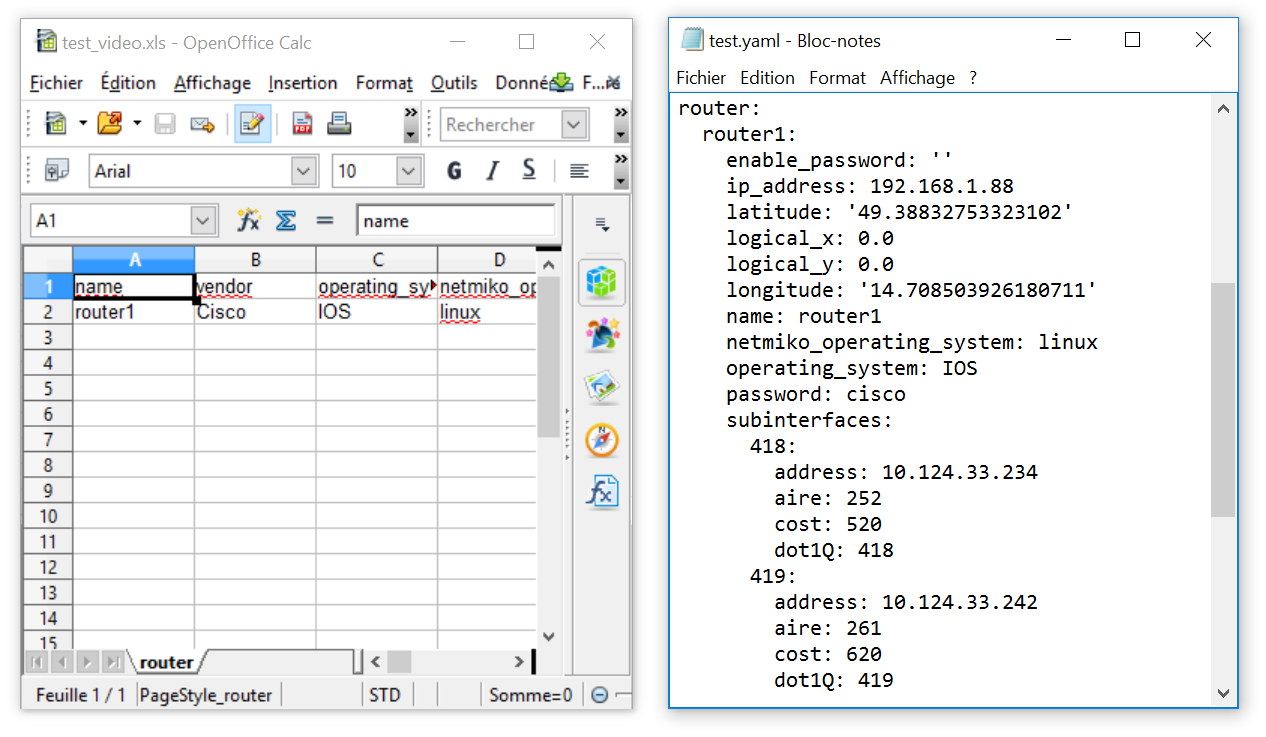 test_video.xls - OpenOffice Calc
Fichier Édition Affichage Insertion Format Outils Donné F...
PDF Rechercher
Arial 10 G I S
A1 fx Σ = name
A B C D
1 name vendor operating_sy netmiko_op
2 router1 Cisco IOS linux
3
4
5
6
7
8
9
10
11
12
13
14
15
router
Feuille 1 / 1 PageStyle_router STD Somme=0
test.yaml - Bloc-notes
Fichier Edition Format Affichage ?
router:
router1:
enable_password: ''
ip_address: 192.168.1.88
latitude: '49.38832753323102'
logical_x: 0.0
logical_y: 0.0
longitude: '14.708503926180711'
name: router1
netmiko_operating_system: linux
operating_system: IOS
password: cisco
subinterfaces:
418:
address: 10.124.33.234
aire: 252
cost: 520
dot1Q: 418
419:
address: 10.124.33.242
aire: 261
cost: 620
dot1Q: 419